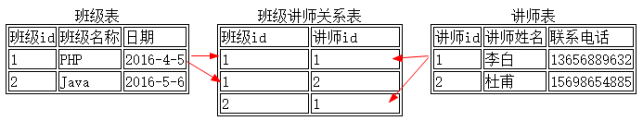 班级表 班级讲师关系表 讲师表
班级id 班级名称 日期 班级id 讲师id 讲师id 讲师姓名 联系电话
1 PHP 2016-4-5 1 1 1 李白 13656889632
2 Java 2016-5-6 1 2 2 杜甫 15698654885
2 1